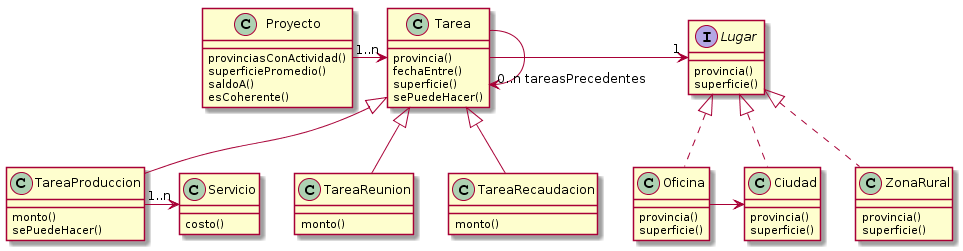 C Proyecto
provinciasConActividad()
superficiePromedio()
saldoA()
esCoherente()
1..n
C Tarea
provincia()
fechaEntre()
superficie()
sePuedeHacer()
0..n tareasPrecedentes
1
I Lugar
provincia()
superficie()
C TareaProduccion
monto()
sePuedeHacer()
1..n
C Servicio
costo()
C TareaReunion
monto()
C TareaRecaudacion
monto()
C Oficina
provincia()
superficie()
C Ciudad
provincia()
superficie()
C ZonaRural
provincia()
superficie()